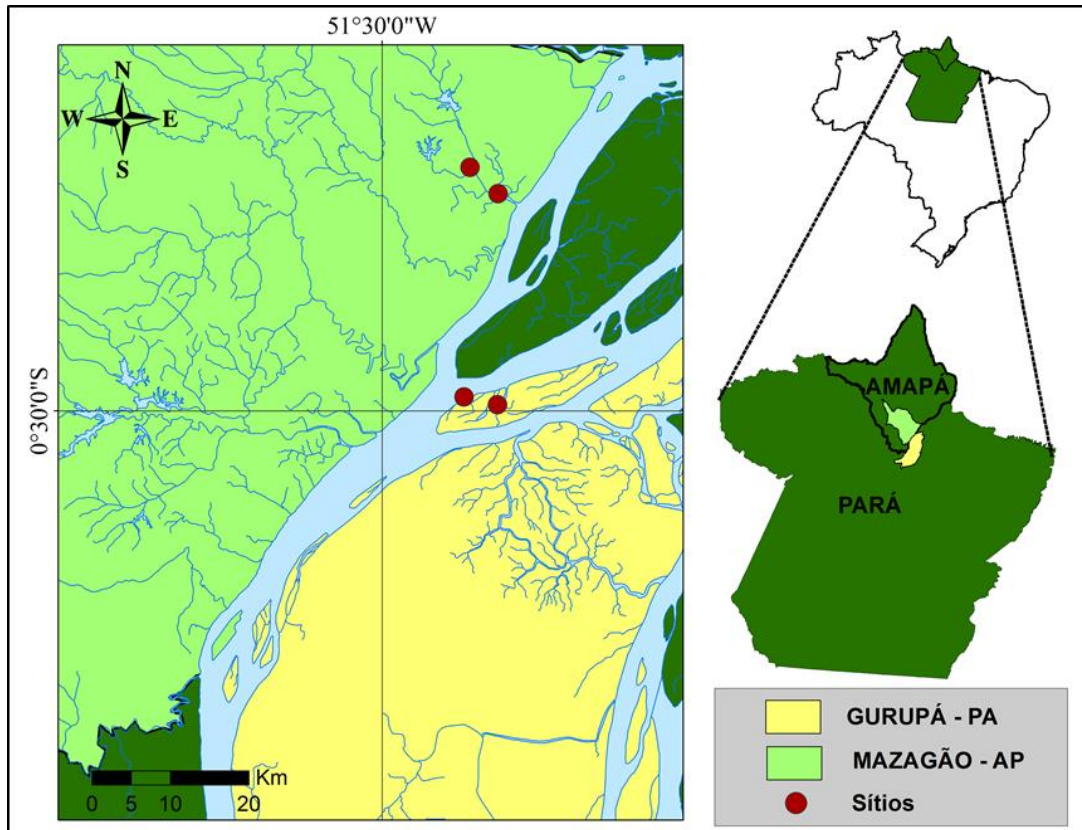 51°30'0"W
N
W E
S
0°30'0"S
Km
0 5 10 20
AMAPÁ
PARÁ
GURUPÁ - PA
MAZAGÃO - AP
Sítios